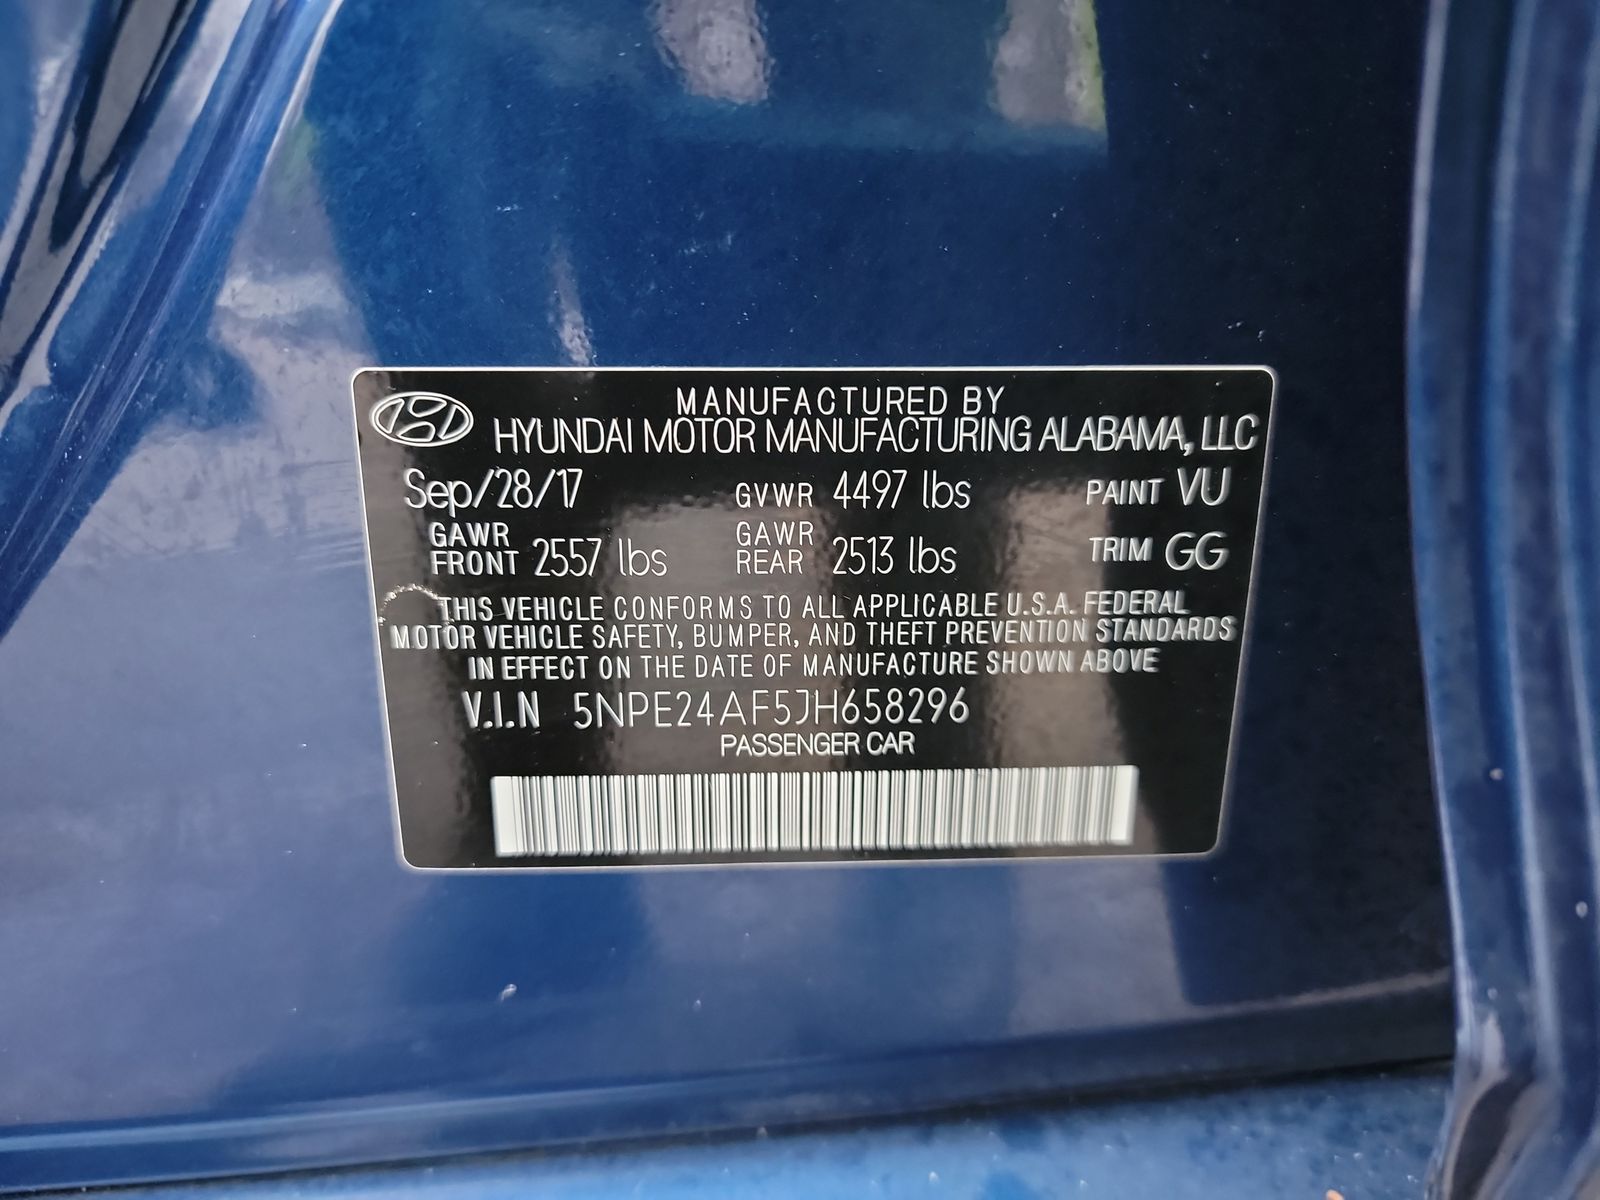 MANUFACTURED BY
HYUNDAI MOTOR MANUFACTURING ALABAMA, LLC
Sep/28/17 GVWR 4497 lbs PAINT VU
GAWR FRONT 2557 lbs GAWR REAR 2513 lbs TRIM GG
THIS VEHICLE CONFORMS TO ALL APPLICABLE U.S.A. FEDERAL
MOTOR VEHICLE SAFETY, BUMPER, AND THEFT PREVENTION STANDARDS
IN EFFECT ON THE DATE OF MANUFACTURE SHOWN ABOVE
V.I.N 5NPE24AF5JH658296
PASSENGER CAR